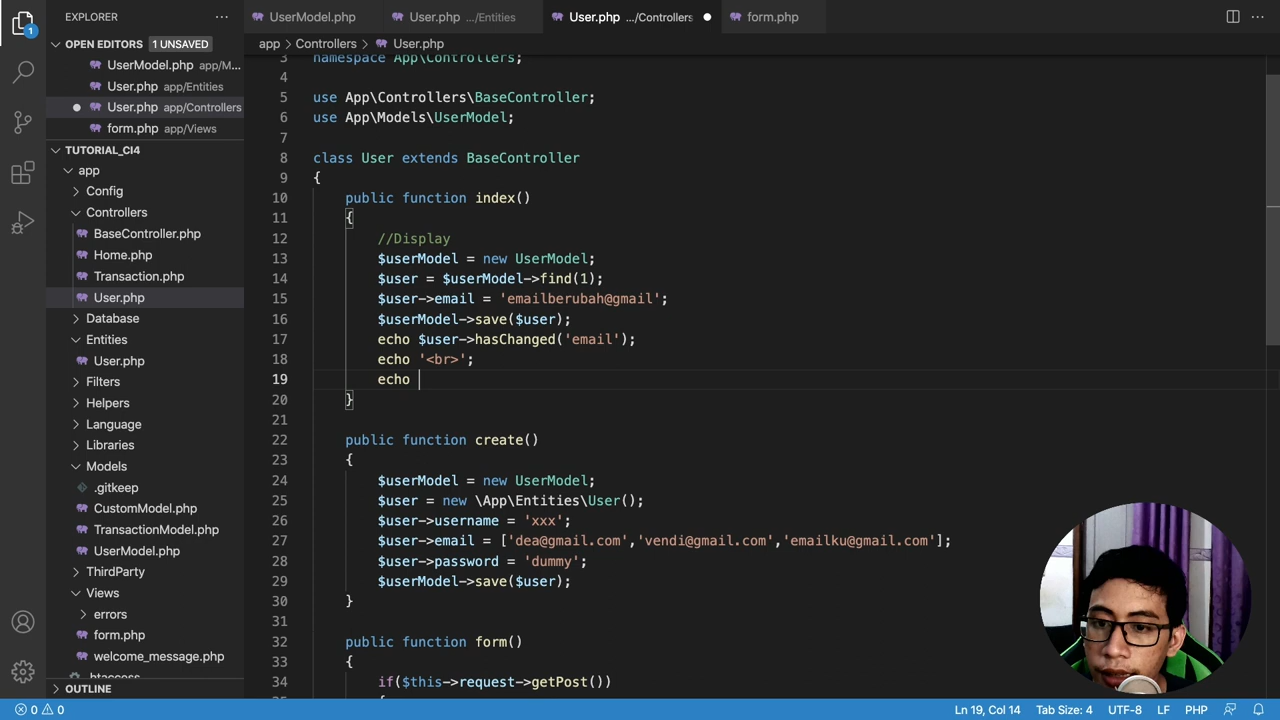 EXPLORER ...
UserModel.php
User.php .../Entities
User.php .../Controllers
form.php
...
1
OPEN EDITORS 1 UNSAVED
UserModel.php app/M...
User.php app/Entities
User.php app/Controllers
form.php app/Views
TUTORIAL_CI4
app
Config
Controllers
BaseController.php
Home.php
Transaction.php
User.php
Database
Entities
User.php
Filters
Helpers
Language
Libraries
Models
.gitkeep
CustomModel.php
TransactionModel.php
UserModel.php
ThirdParty
Views
errors
form.php
welcome_message.php
.htaccess
OUTLINE
app > Controllers > User.php
3 namespace App\Controllers;
4
5 use App\Controllers\BaseController;
6 use App\Models\UserModel;
7
8 class User extends BaseController
9 {
10 public function index()
11 {
12 //Display
13 $userModel = new UserModel;
14 $user = $userModel->find(1);
15 $user->email = 'emailberubah@gmail';
16 $userModel->save($user);
17 echo $user->hasChanged('email');
18 echo '<br>';
19 echo
20 }
21
22 public function create()
23 {
24 $userModel = new UserModel;
25 $user = new \App\Entities\User();
26 $user->username = 'xxx';
27 $user->email = ['dea@gmail.com','vendi@gmail.com','emailku@gmail.com'];
28 $user->password = 'dummy';
29 $userModel->save($user);
30 }
31
32 public function form()
33 {
34 if($this->request->getPost())
0 0
Ln 19, Col 14 Tab Size: 4 UTF-8 LF PHP